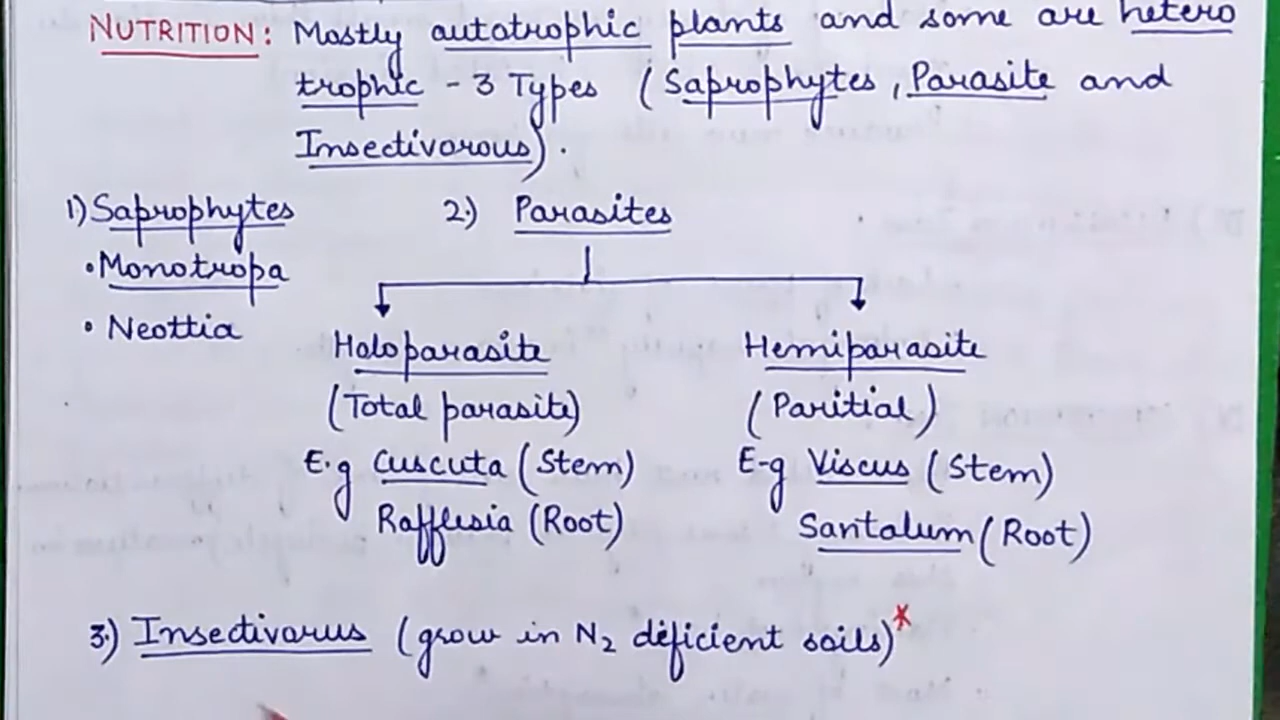 NUTRITION: Mostly autotrophic plants and some are hetero
trophic - 3 Types (Saprophytes, Parasite and
Insectivorous).
1) Saprophytes
• Monotropa
• Neottia
2.) Parasites
Holoparasite
(Total parasite)
E.g Cuscuta (Stem)
Rafflesia (Root)
Hemiparasite
(Paritial)
E-g Viscus (Stem)
Santalum (Root)
3.) Insectivorus (grow in N₂ deficient soils)*